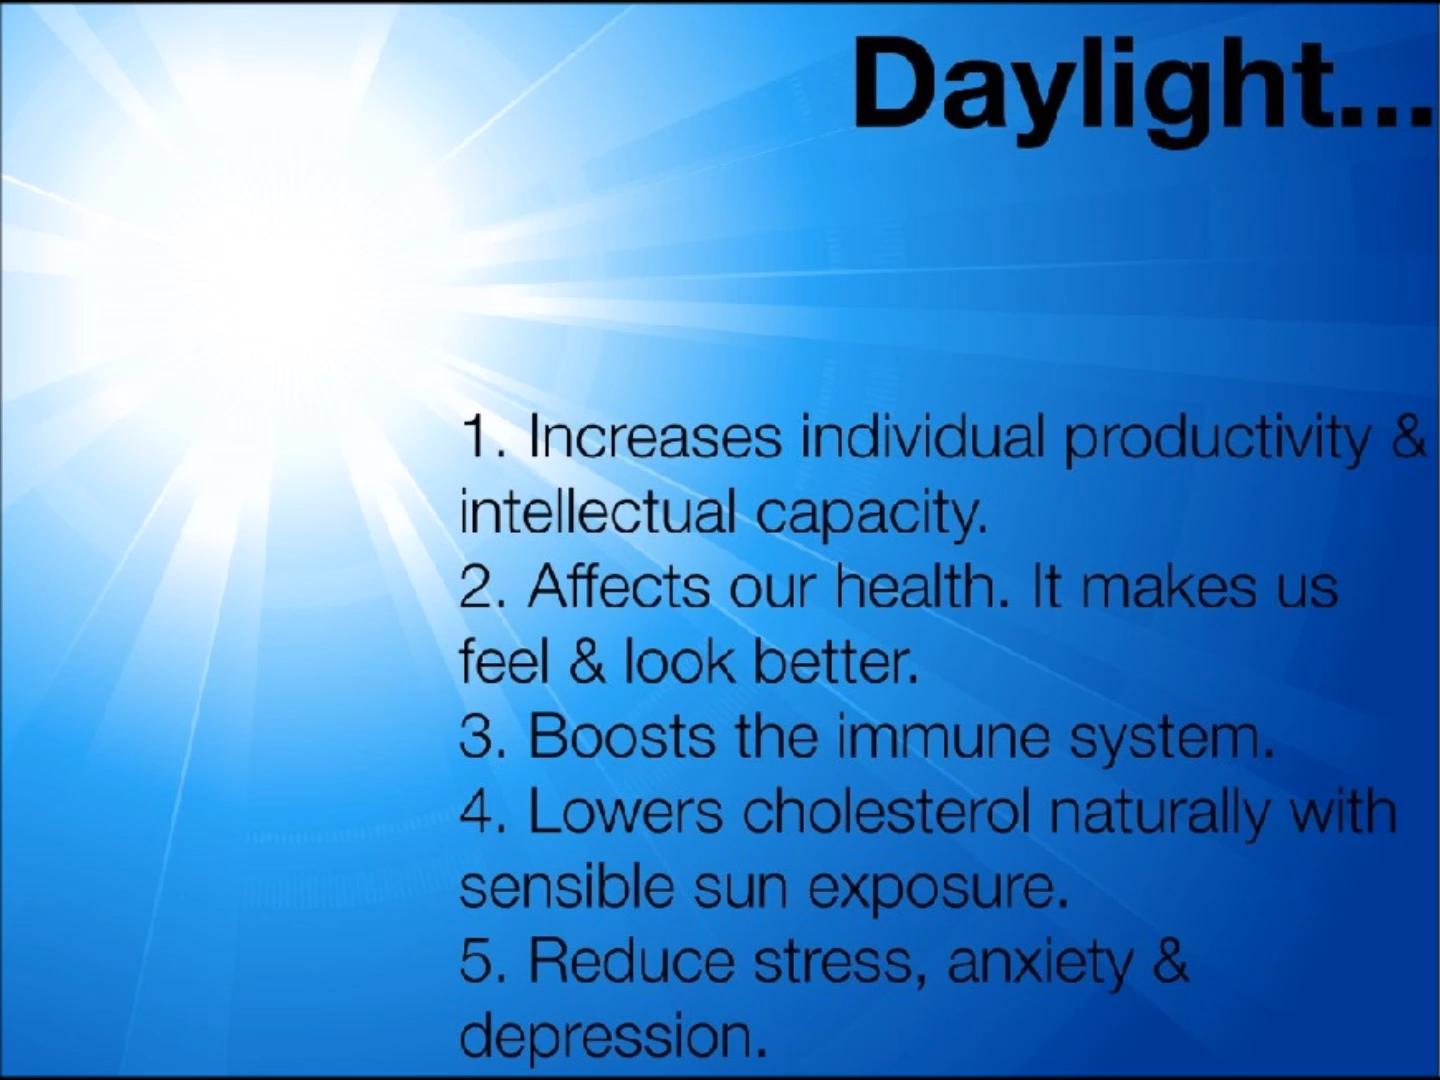 Daylight...
1. Increases individual productivity &
intellectual capacity.
2. Affects our health. It makes us
feel & look better.
3. Boosts the immune system.
4. Lowers cholesterol naturally with
sensible sun exposure.
5. Reduce stress, anxiety &
depression.